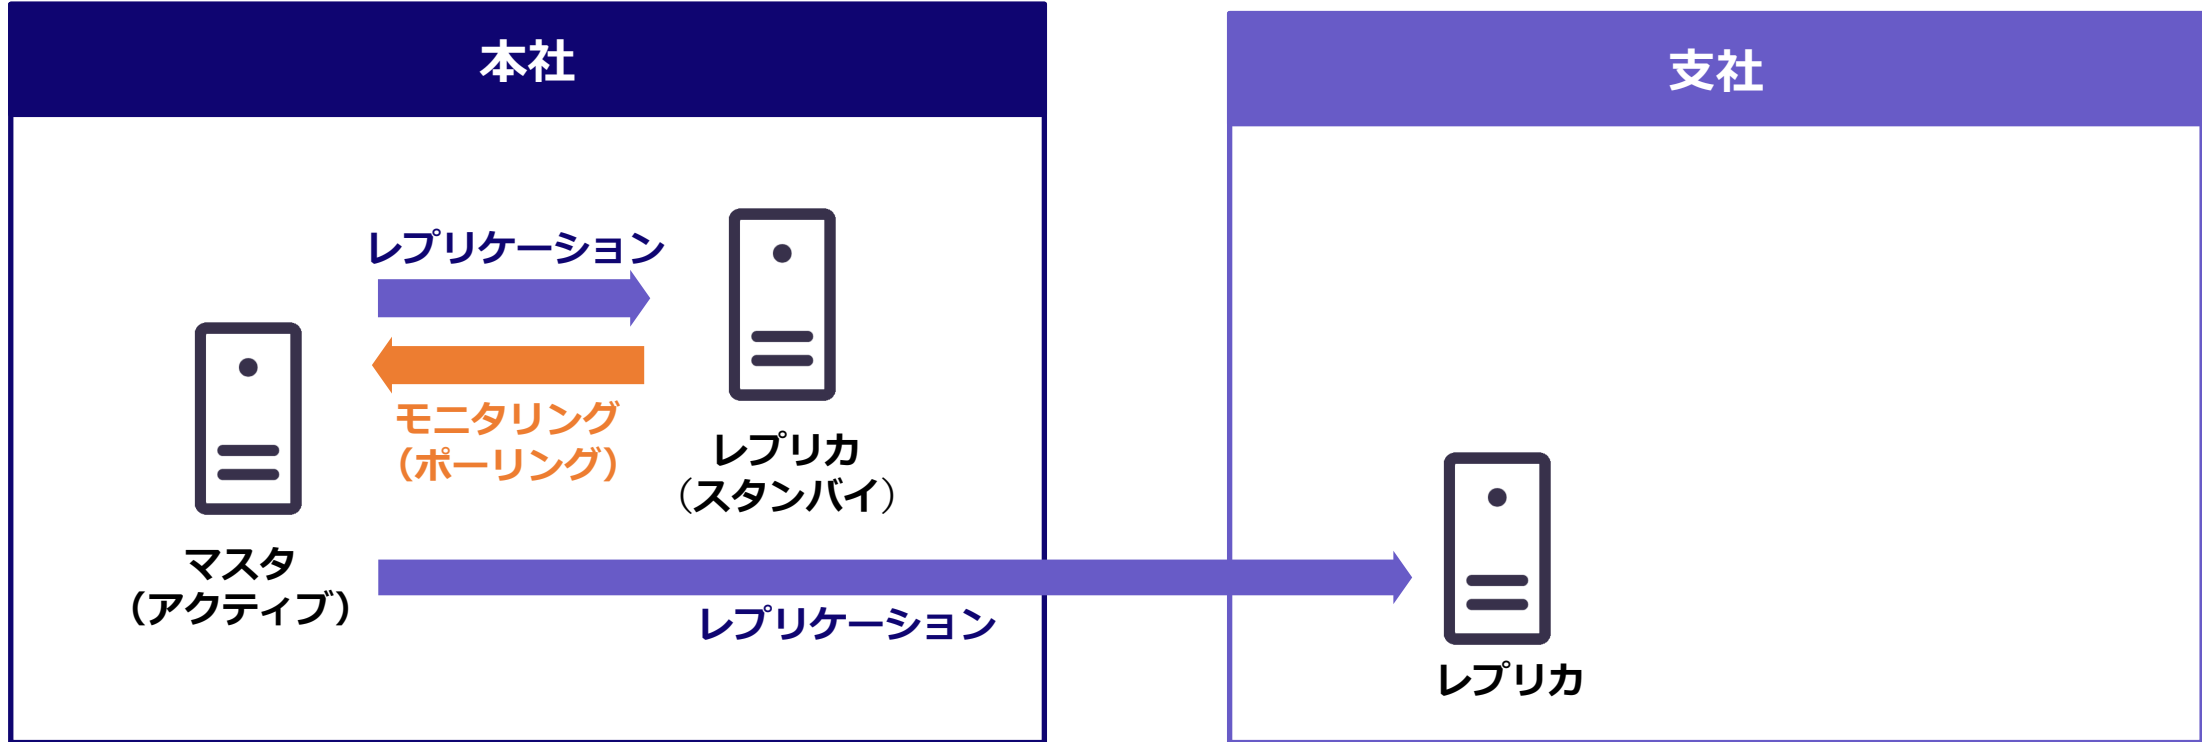 本社
支社
レプリケーション
モニタリング
（ポーリング）
レプリカ
（スタンバイ）
マスタ
（アクティブ）
レプリケーション
レプリカ